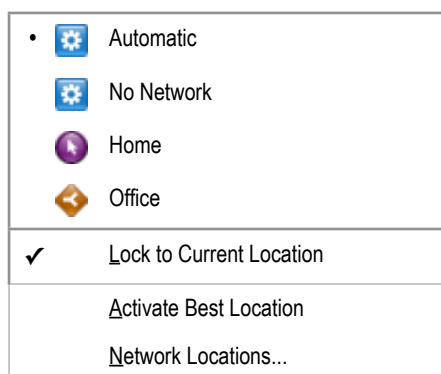 • Automatic
No Network
Home
Office
✓ Lock to Current Location
Activate Best Location
Network Locations...